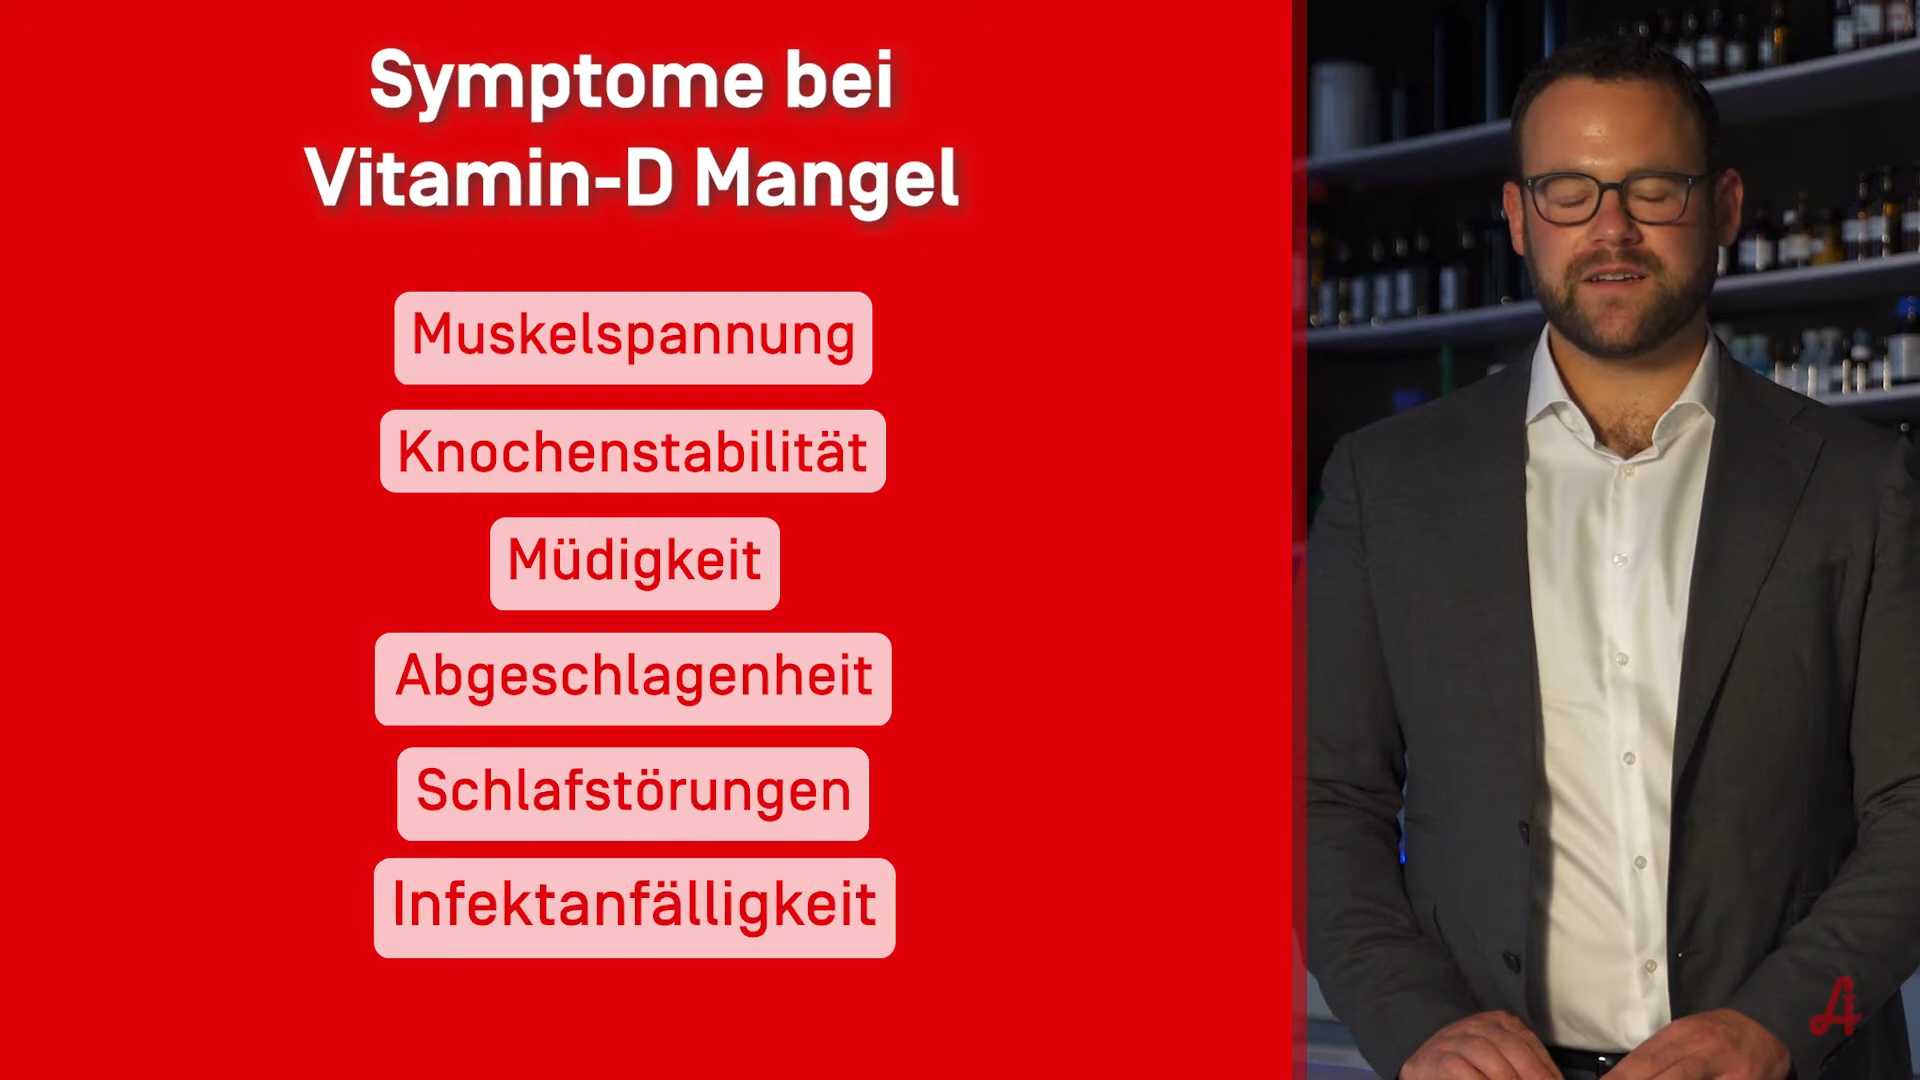 Symptome bei
Vitamin-D Mangel
Muskelspannung
Knochenstabilität
Müdigkeit
Abgeschlagenheit
Schlafstörungen
Infektanfälligkeit